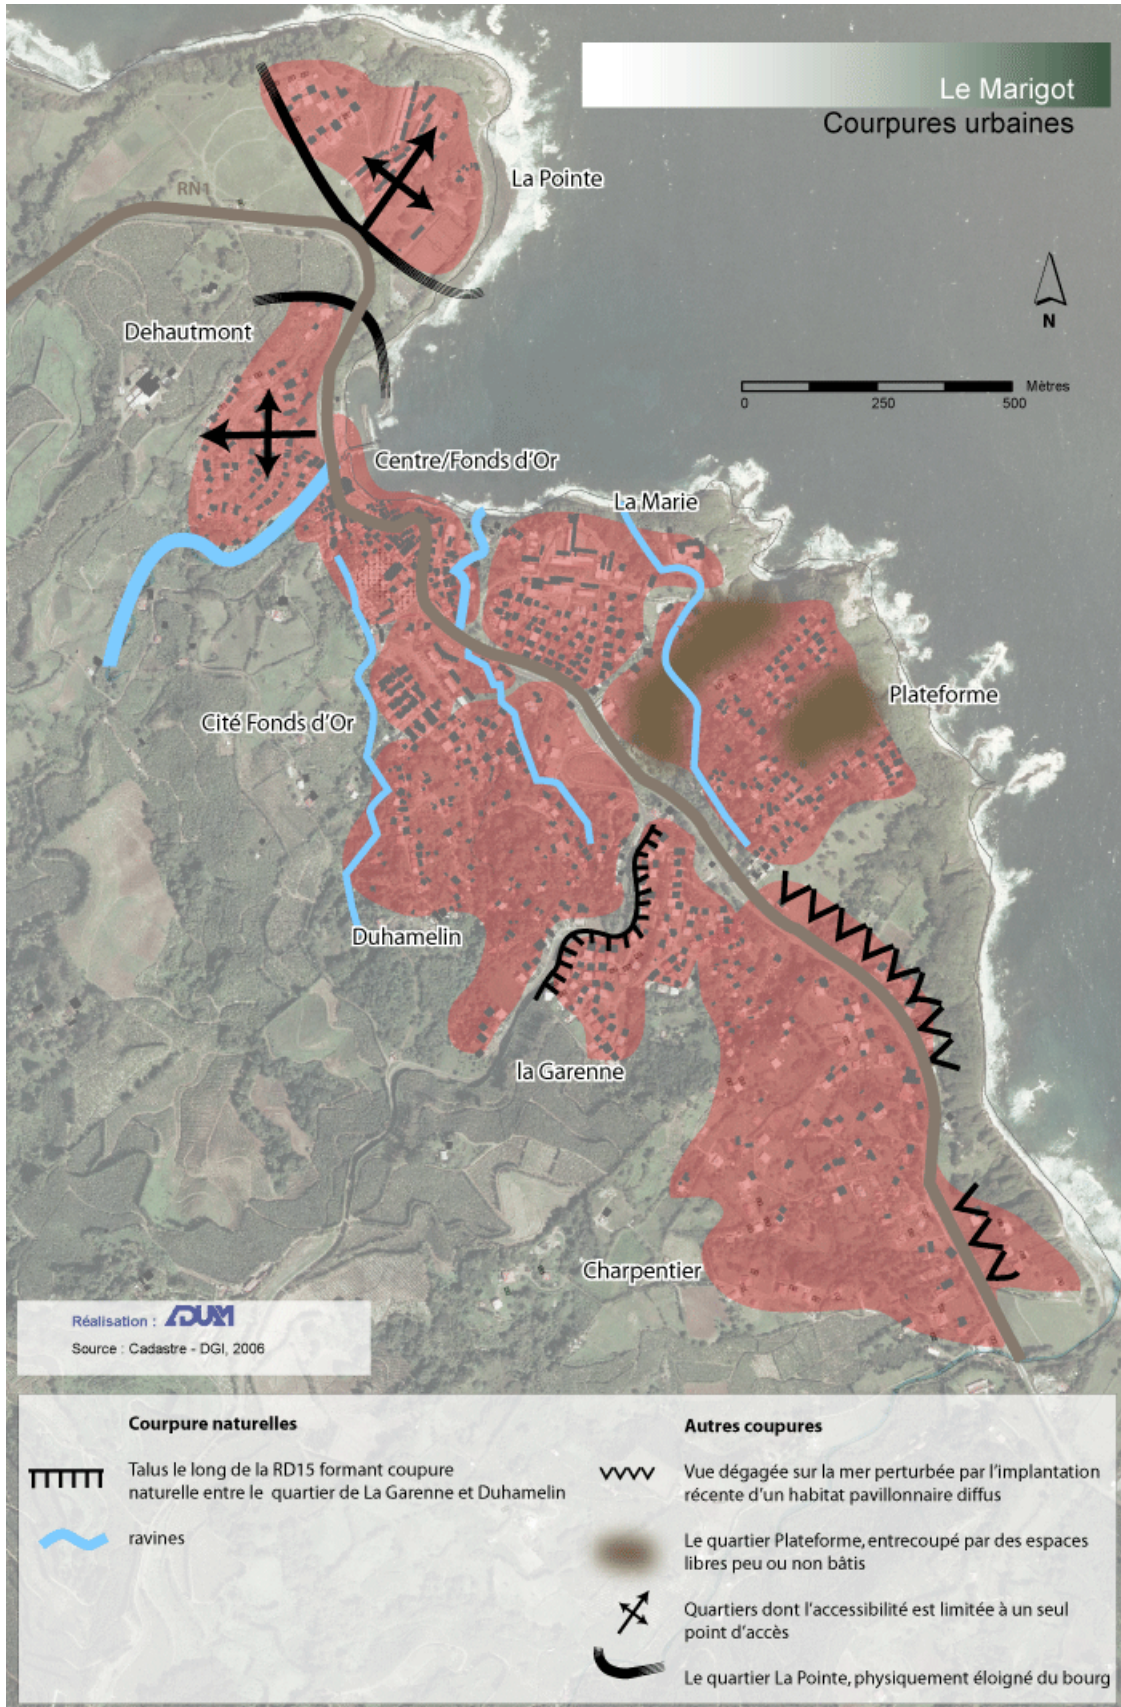 Le Marigot
Courpures urbaines
La Pointe
RN1
N
Dehautmont
Mètres
0 250 500
Centre/Fonds d'Or
La Marie
Plateforme
Cité Fonds d'Or
Duhamelin
la Garenne
Charpentier
Réalisation : ADUAM
Source : Cadastre - DGI, 2006
Courpure naturelles
Talus le long de la RD15 formant coupure
naturelle entre le quartier de La Garenne et Duhamelin
ravines
Autres coupures
Vue dégagée sur la mer perturbée par l'implantation
récente d'un habitat pavillonnaire diffus
Le quartier Plateforme, entrecoupé par des espaces
libres peu ou non bâtis
Quartiers dont l'accessibilité est limitée à un seul
point d'accès
Le quartier La Pointe, physiquement éloigné du bourg